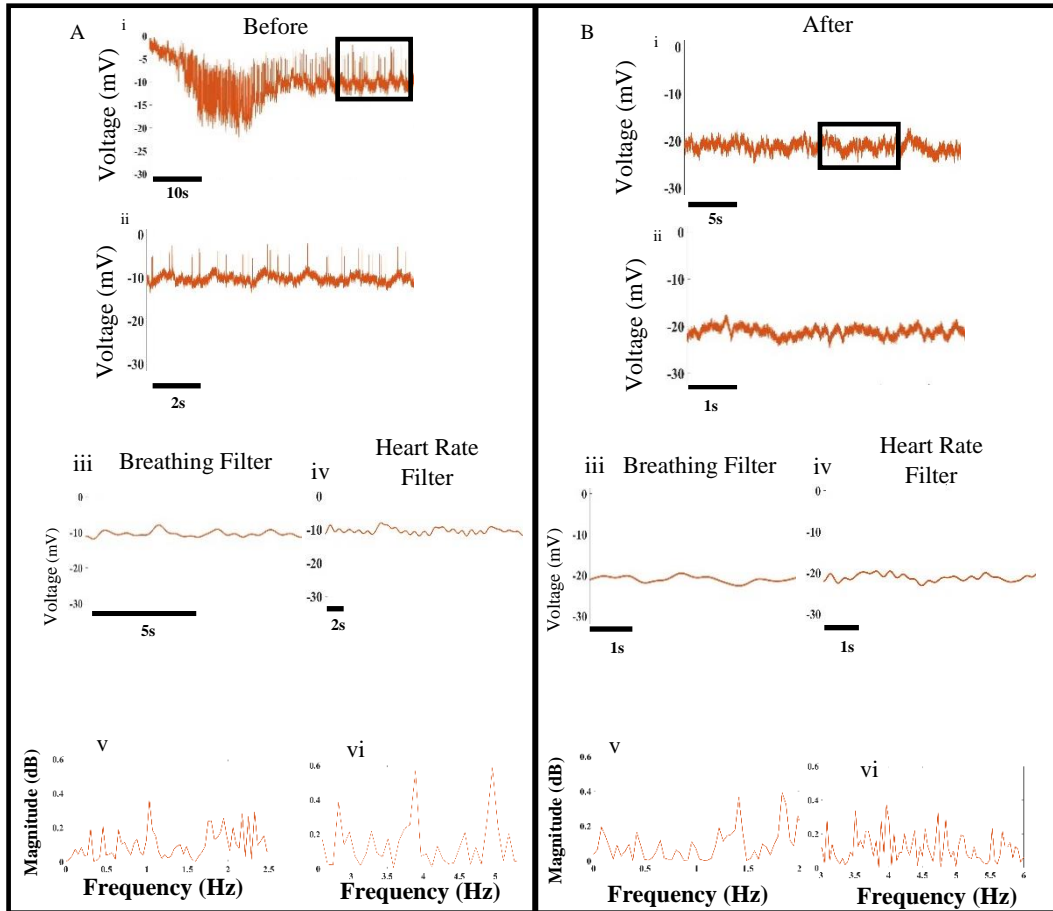 A
i
Before
Voltage (mV)
0
-5
-10
-15
-20
-25
-30
10s
ii
Voltage (mV)
0
-10
-20
-30
2s
iii
Breathing Filter
Voltage (mV)
0
-10
-20
-30
5s
iv
Heart Rate
Filter
0
-10
-20
-30
2s
v
Magnitude (dB)
0.6
0.4
0.2
0
0
0.5
1
1.5
2
2.5
Frequency (Hz)
vi
0.6
0.4
0.2
0
3
3.5
4
4.5
5
Frequency (Hz)
B
i
After
Voltage (mV)
0
-10
-20
-30
5s
ii
Voltage (mV)
0
-10
-20
-30
1s
iii
Breathing Filter
Voltage (mV)
0
-10
-20
-30
1s
iv
Heart Rate
Filter
0
-10
-20
-30
1s
v
Magnitude (dB)
0.6
0.4
0.2
0
0
0.5
1
1.5
2
Frequency (Hz)
vi
0.6
0.4
0.2
0
3
3.5
4
4.5
5
5.5
6
Frequency (Hz)